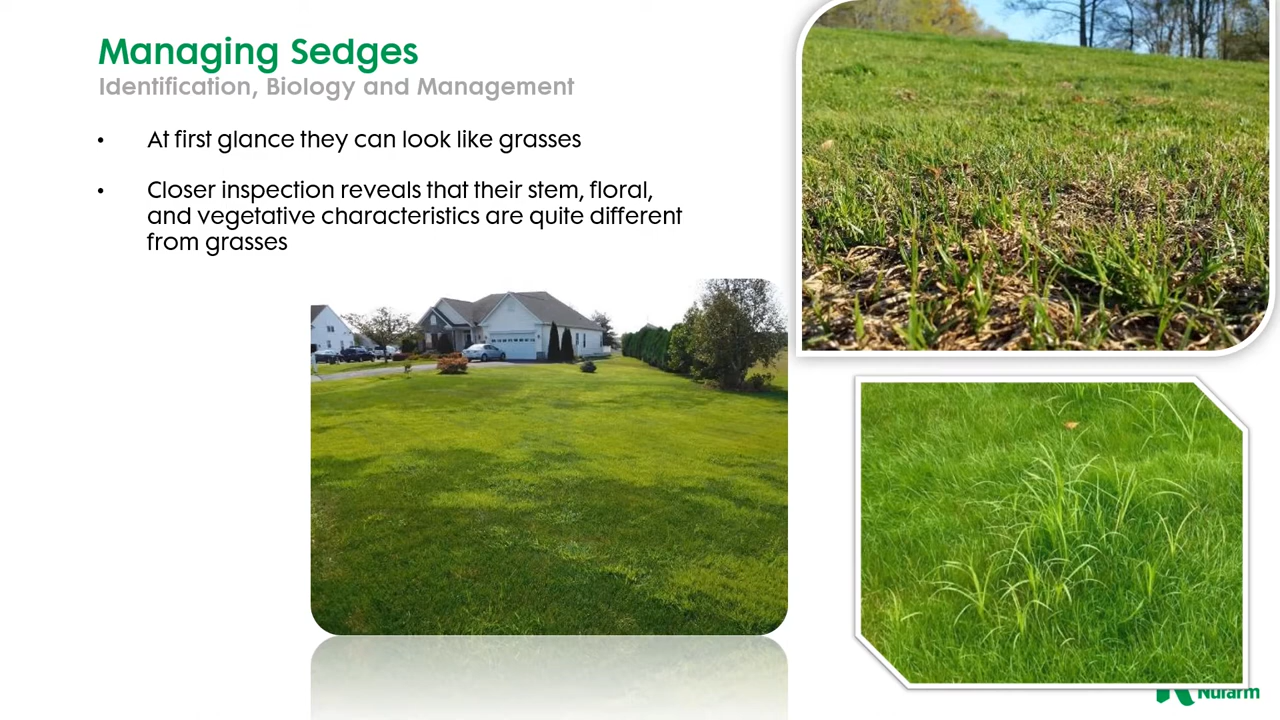 Managing Sedges
Identification, Biology and Management
• At first glance they can look like grasses
• Closer inspection reveals that their stem, floral,
and vegetative characteristics are quite different
from grasses
Nufarm